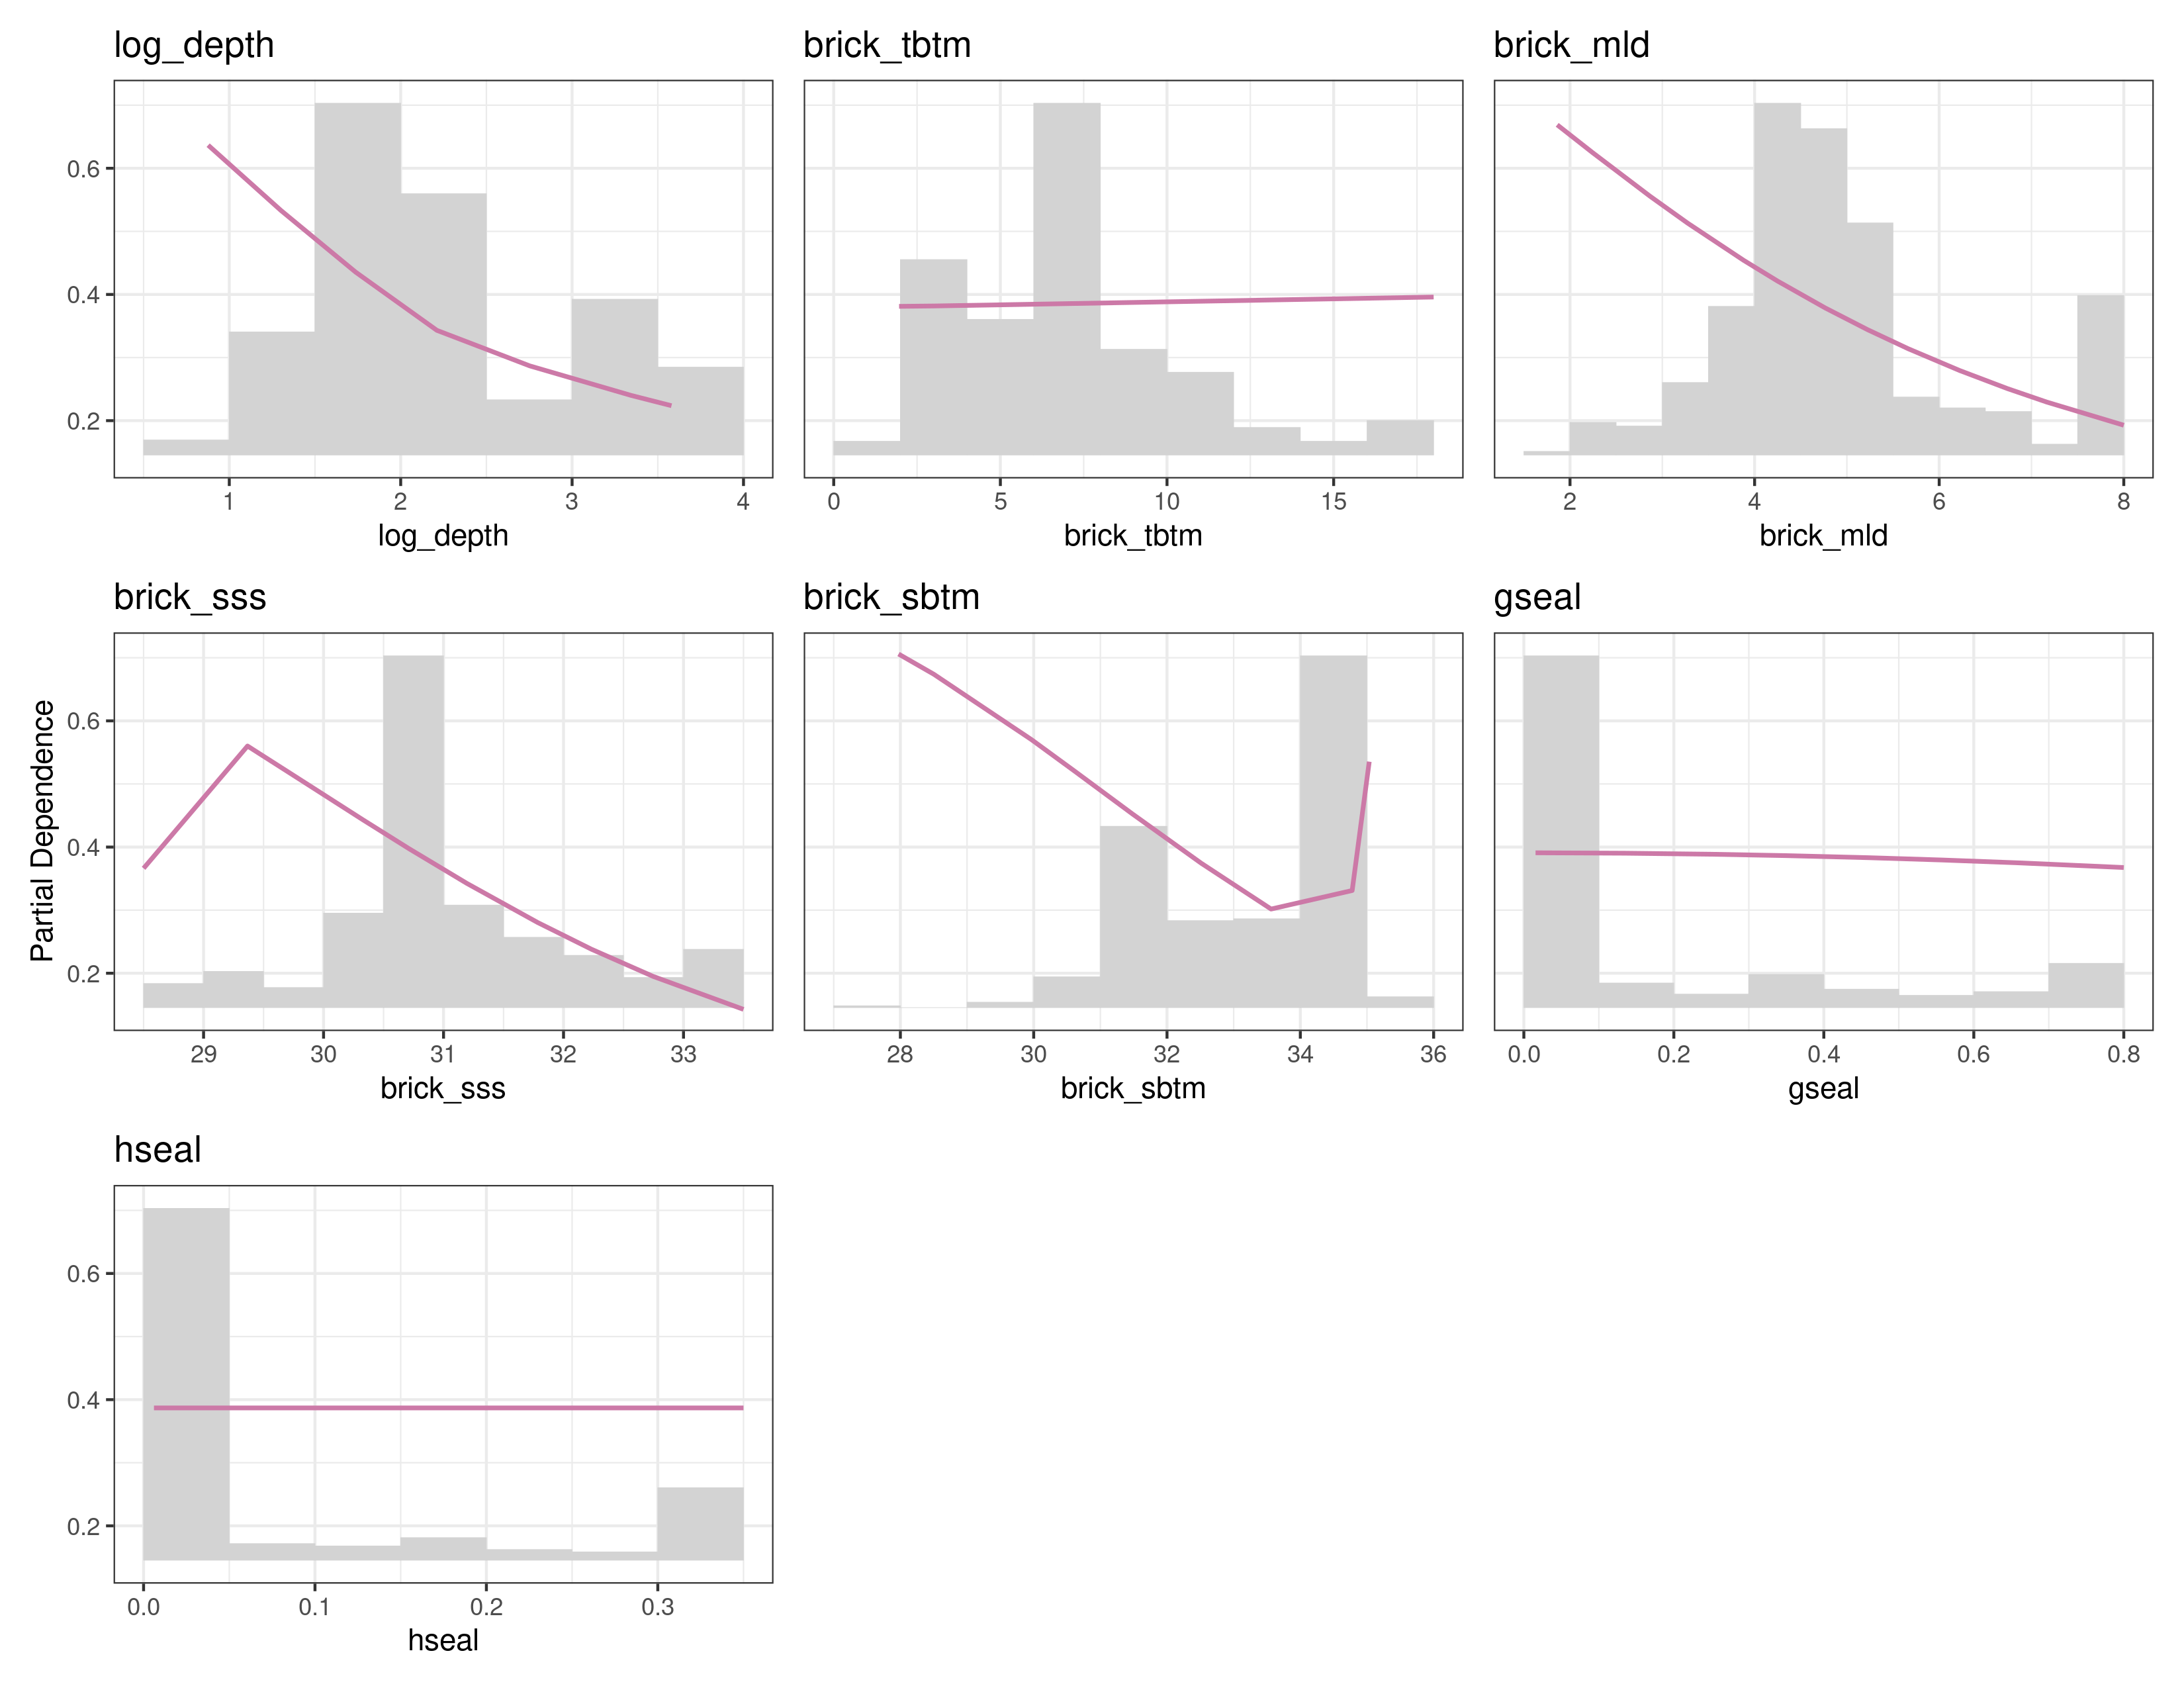 log_depth
brick_tbtm
brick_mld
0.6
0.4
0.2
1 2 3 4
0 5 10 15
2 4 6 8
log_depth
brick_tbtm
brick_mld
brick_sss
brick_sbtm
gseal
Partial Dependence
0.6
0.4
0.2
29 30 31 32 33
28 30 32 34 36
0.0 0.2 0.4 0.6 0.8
brick_sss
brick_sbtm
gseal
hseal
0.6
0.4
0.2
0.0 0.1 0.2 0.3
hseal